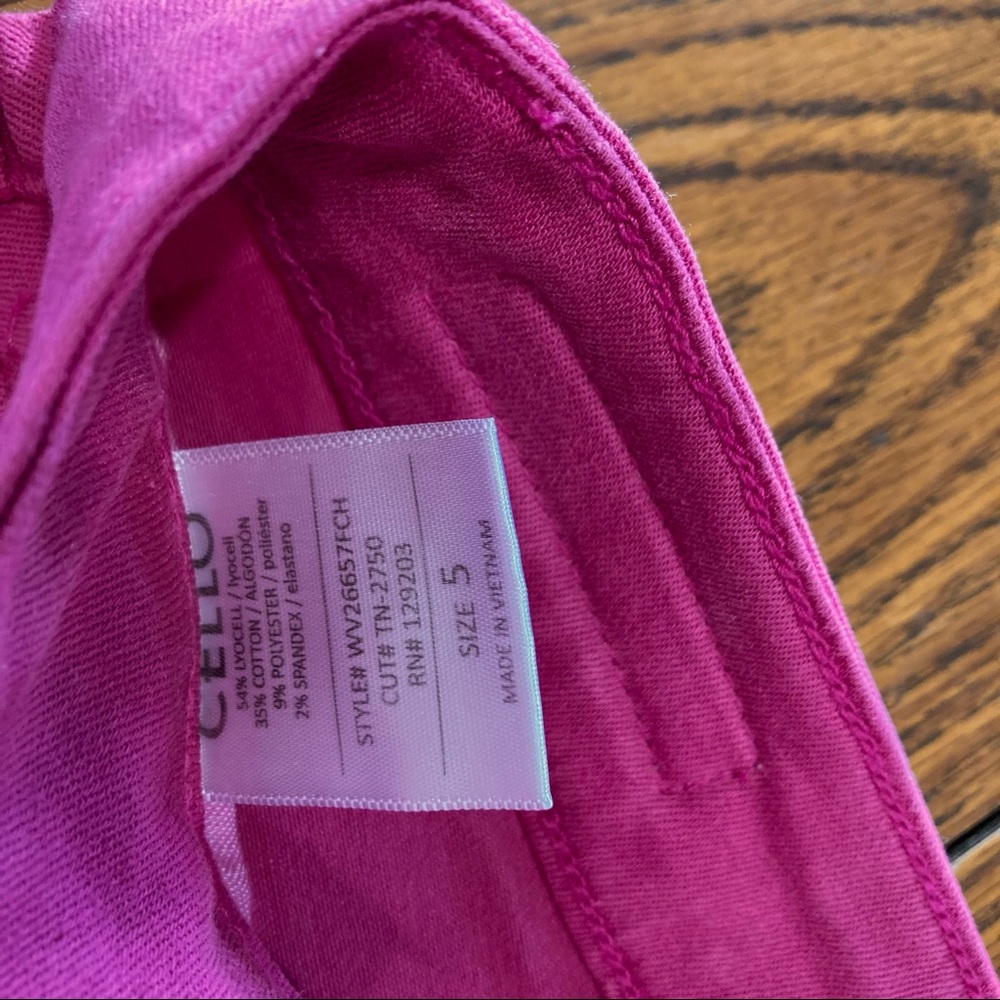 CELLO
54% LYOCELL / lyocell
35% COTTON / ALGODÓN
9% POLYESTER / poliéster
2% SPANDEX / elastano
STYLE# WV26657FCH
CUT# TN-2750
RN# 129203
SIZE 5
MADE IN VIETNAM